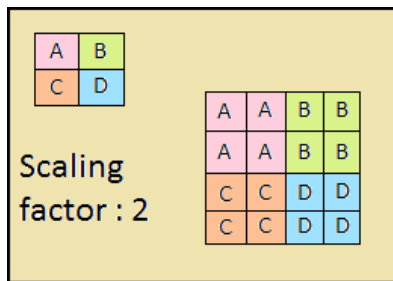 A B
C D
A A B B
A A B B
C C D D
C C D D
Scaling
factor : 2